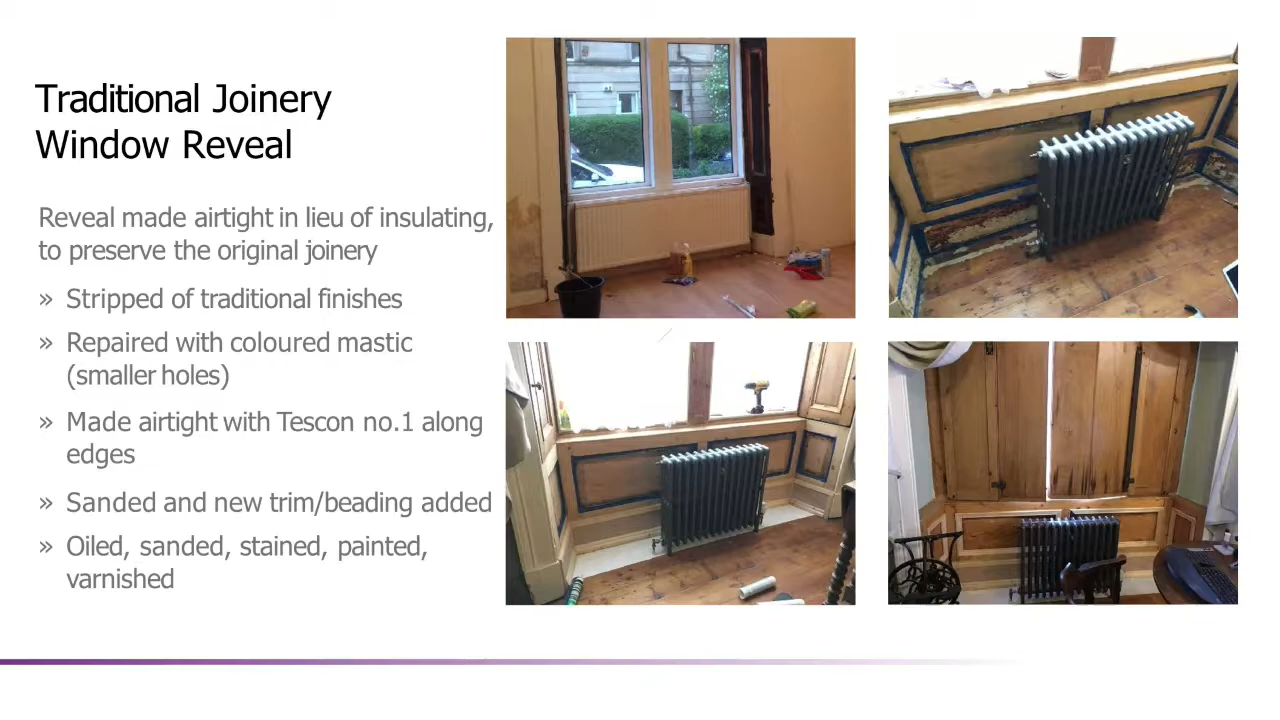 Traditional Joinery
Window Reveal
Reveal made airtight in lieu of insulating,
to preserve the original joinery
» Stripped of traditional finishes
» Repaired with coloured mastic
(smaller holes)
» Made airtight with Tescon no.1 along
edges
» Sanded and new trim/beading added
» Oiled, sanded, stained, painted,
varnished